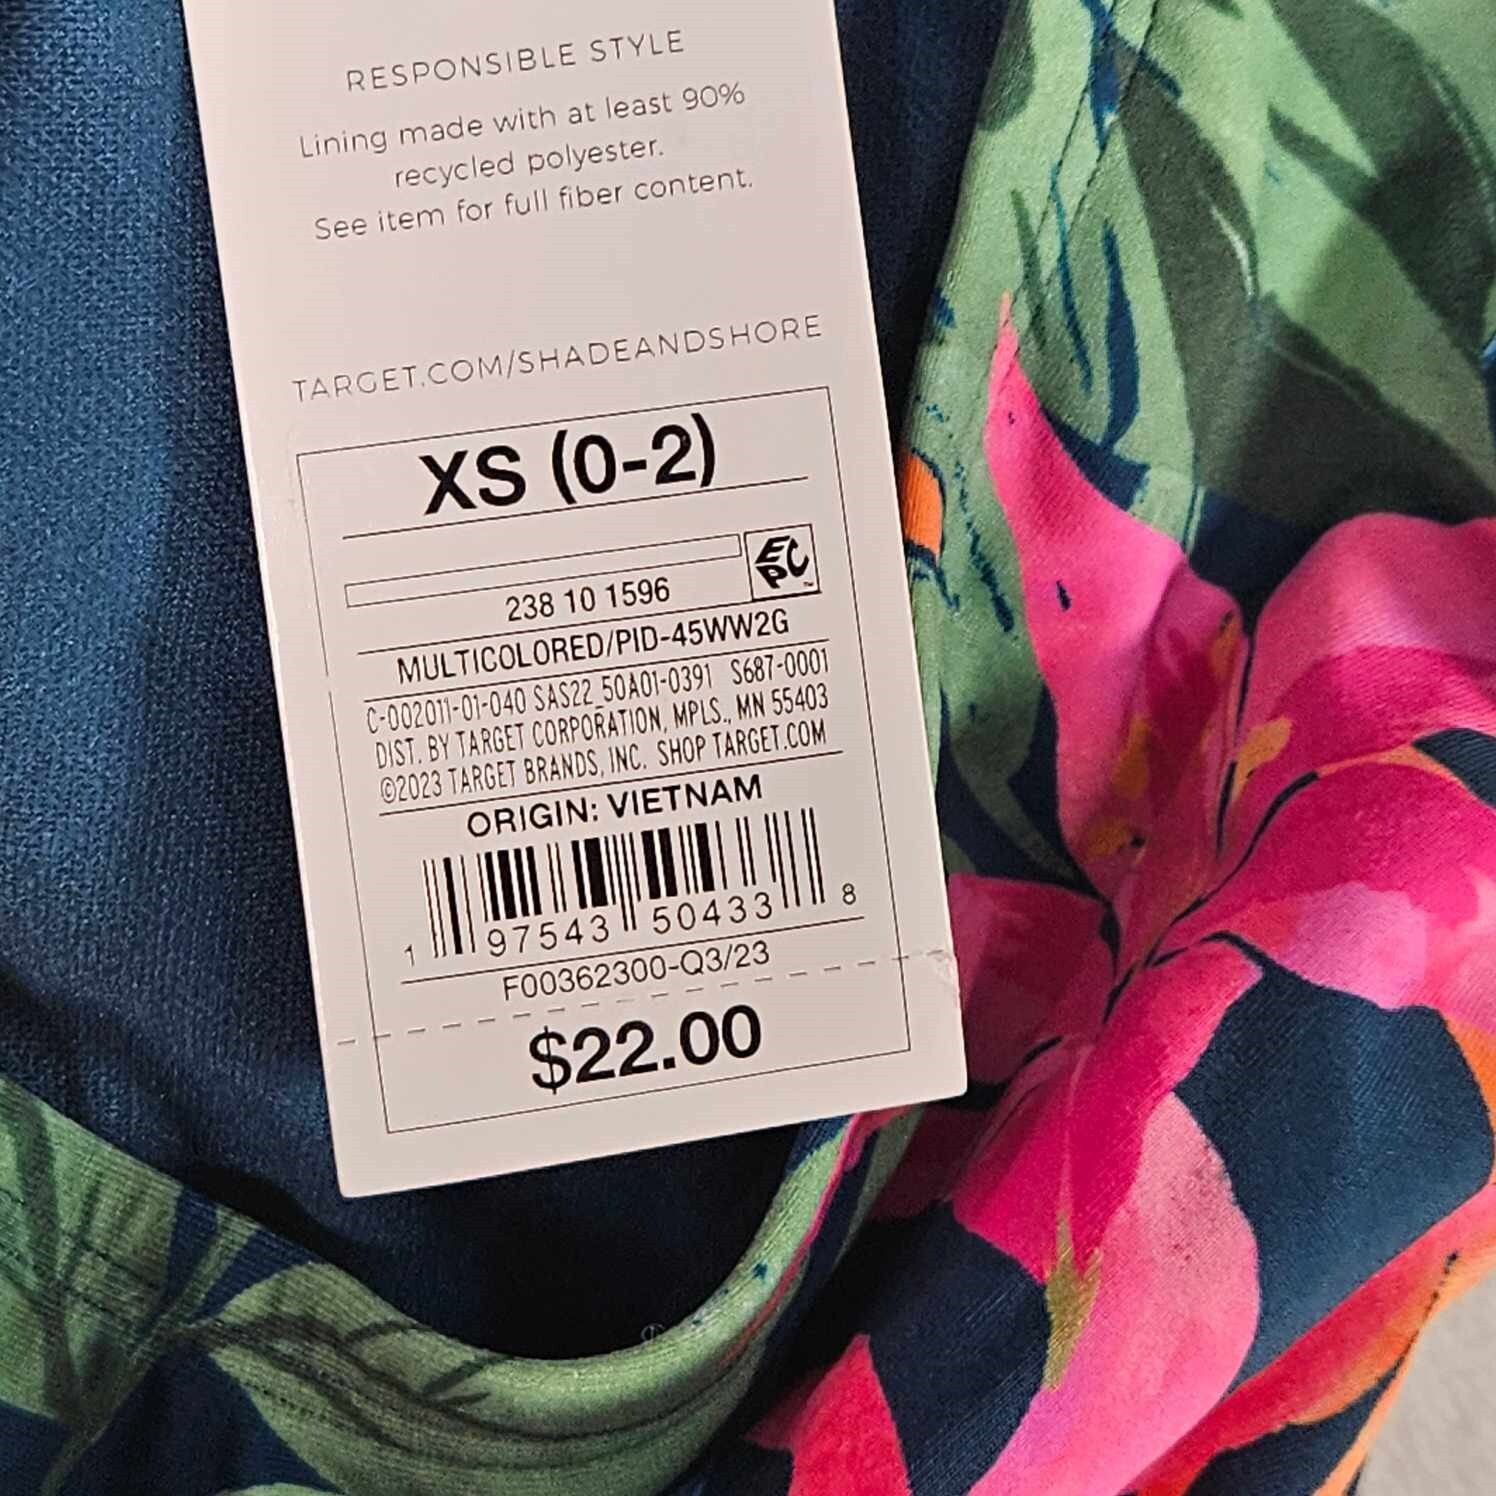 RESPONSIBLE STYLE
Lining made with at least 90%
recycled polyester.
See item for full fiber content.
TARGET.COM/SHADEANDSHORE
XS (0-2)
EPC
238 10 1596
MULTICOLORED/PID-45WW2G
C-002011-01-040 SAS22_50A01-0391 S687-0001
DIST. BY TARGET CORPORATION, MPLS., MN 55403
©2023 TARGET BRANDS, INC. SHOP TARGET.COM
ORIGIN: VIETNAM
1 97543 50433 8
F00362300-Q3/23
$22.00